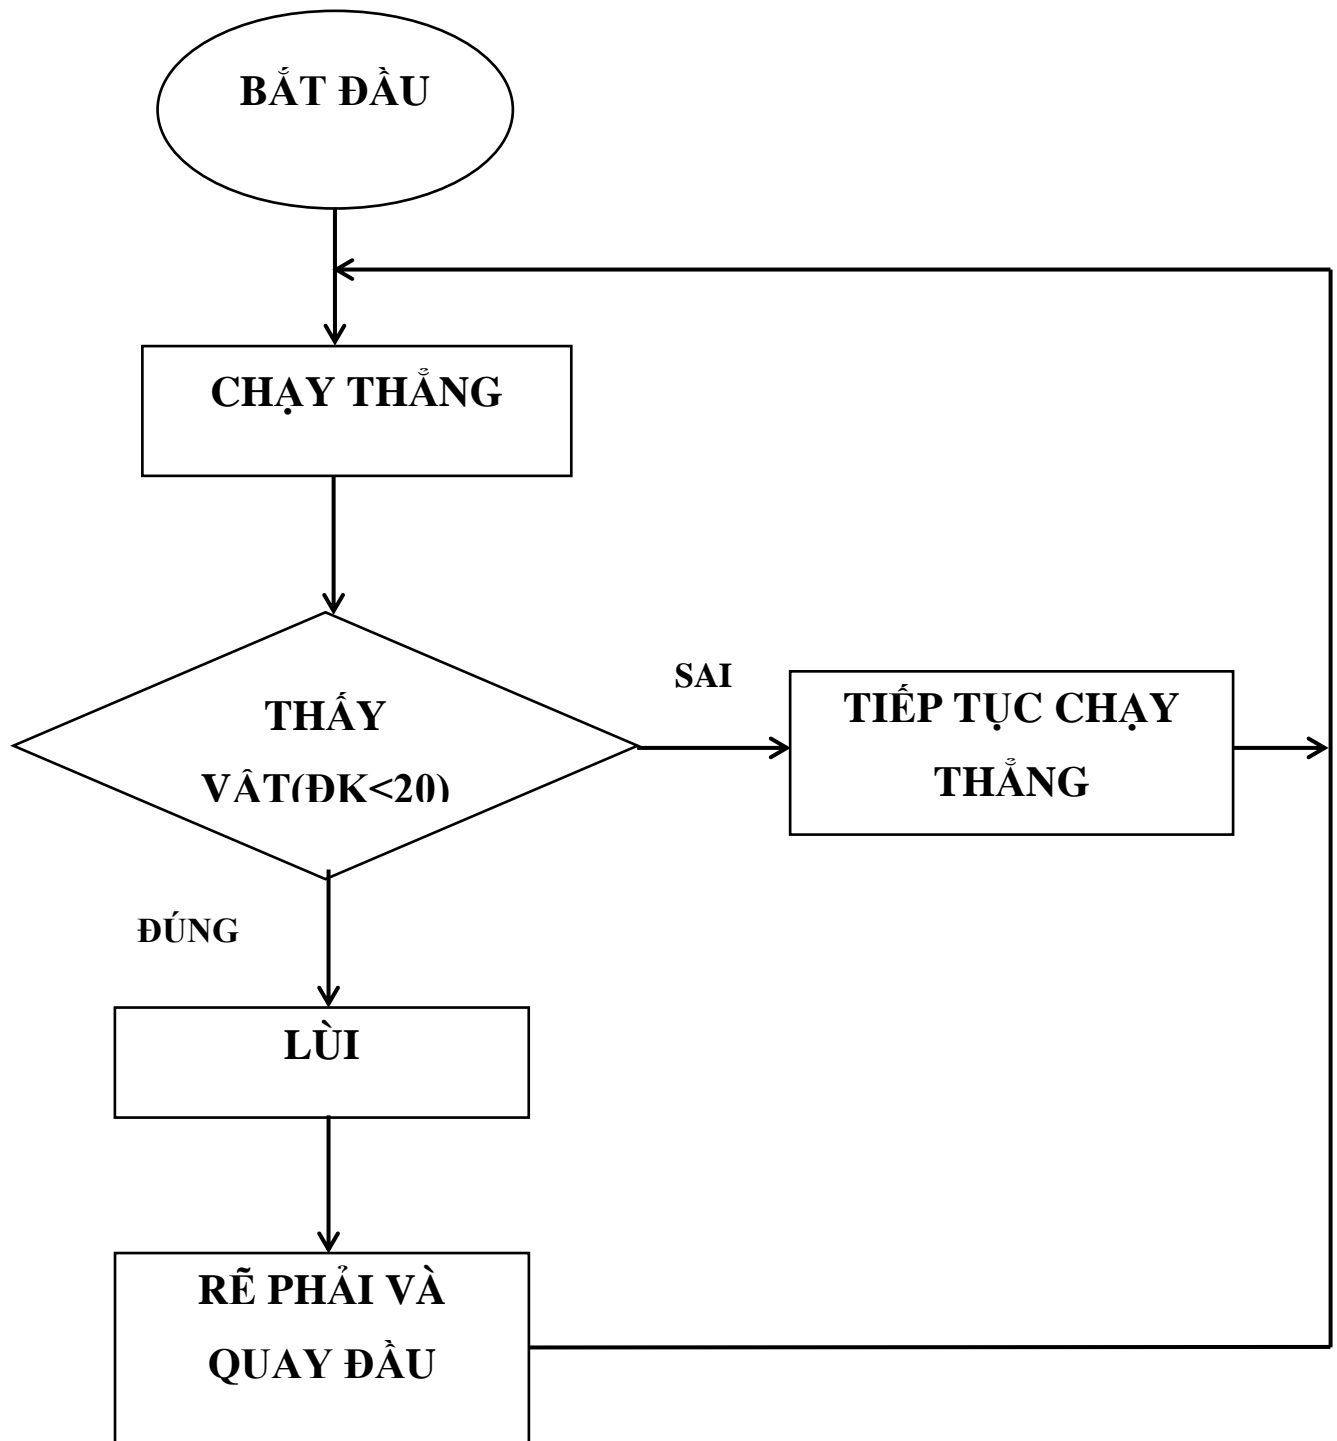 BẮT ĐẦU
CHẠY THẲNG
THẤY
VẬT(ĐK<20)
SAI
TIẾP TỤC CHẠY
THẲNG
ĐÚNG
LÙI
RẼ PHẢI VÀ
QUAY ĐẦU